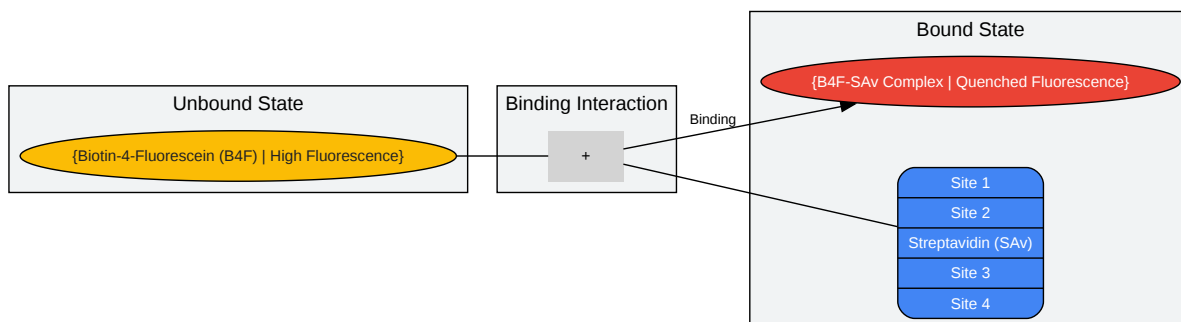 Unbound State
{Biotin-4-Fluorescein (B4F) | High Fluorescence}
Binding Interaction
+
Binding
Bound State
{B4F-SAv Complex | Quenched Fluorescence}
Site 1
Site 2
Streptavidin (SAv)
Site 3
Site 4